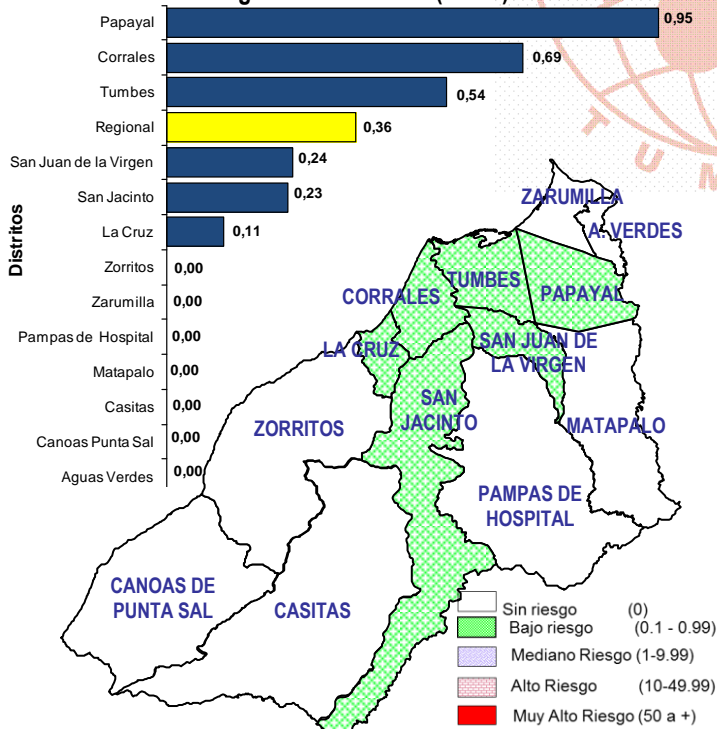 Papayal 0,95
Corrales 0,69
Tumbes 0,54
Regional 0,36
San Juan de la Virgen 0,24
San Jacinto 0,23
La Cruz 0,11
Zorritos 0,00
Zarumilla 0,00
Pampas de Hospital 0,00
Matapalo 0,00
Casitas 0,00
Canoas Punta Sal 0,00
Aguas Verdes 0,00
Distritos
T U M
ZARUMILLA
A. VERDES
TUMBES
PAPAYAL
CORRALES
LA CRUZ
SAN JUAN DE
LA VIRGEN
SAN
JACINTO
ZORRITOS
MATAPALO
PAMPAS DE
HOSPITAL
CANOAS DE
PUNTA SAL
CASITAS
Sin riesgo (0)
Bajo riesgo (0.1 - 0.99)
Mediano Riesgo (1-9.99)
Alto Riesgo (10-49.99)
Muy Alto Riesgo (50 a +)